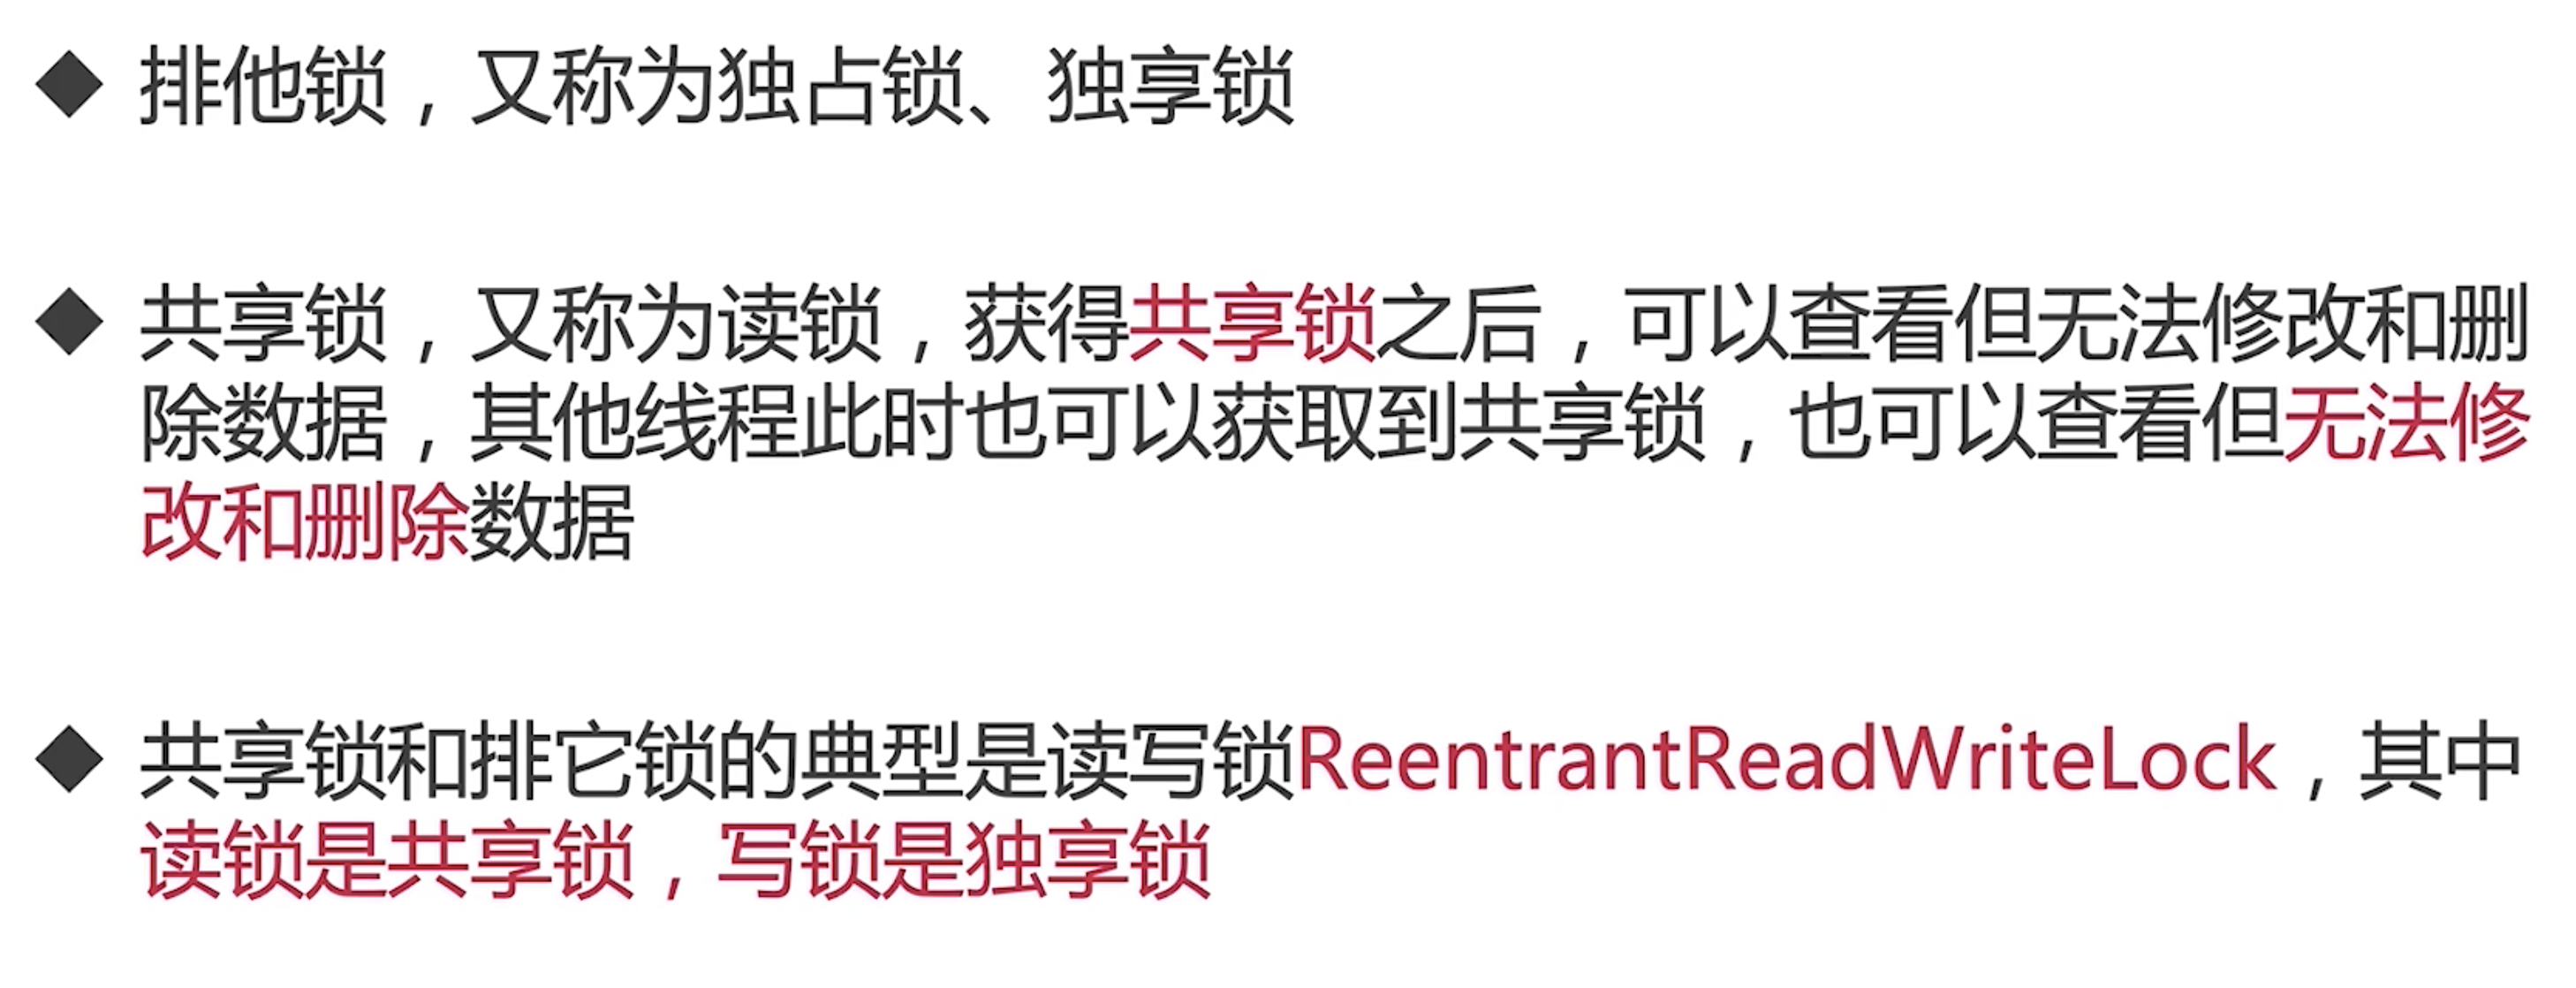 ◆ 排他锁，又称为独占锁、独享锁
◆ 共享锁，又称为读锁，获得共享锁之后，可以查看但无法修改和删
除数据，其他线程此时也可以获取到共享锁，也可以查看但无法修
改和删除数据
◆ 共享锁和排它锁的典型是读写锁ReentrantReadWriteLock，其中
读锁是共享锁，写锁是独享锁